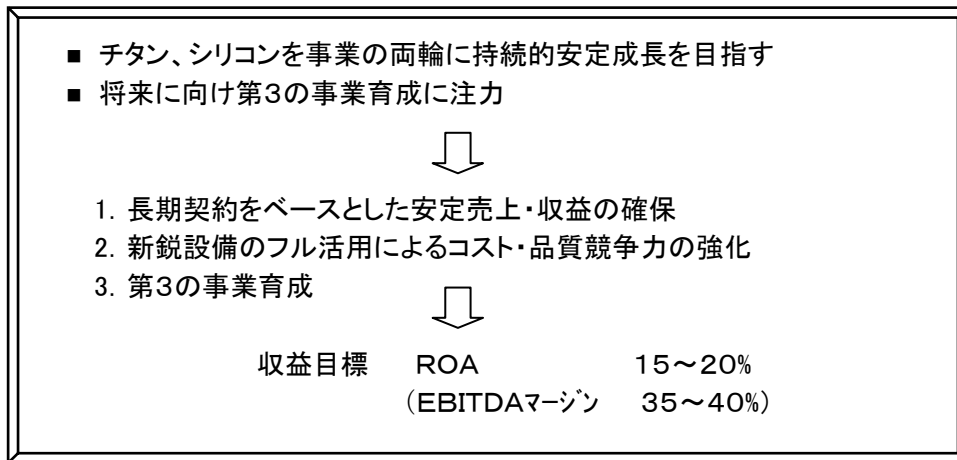 ■ チタン、シリコンを事業の両輪に持続的安定成長を目指す
■ 将来に向け第３の事業育成に注力
1. 長期契約をベースとした安定売上・収益の確保
2. 新鋭設備のフル活用によるコスト・品質競争力の強化
3. 第３の事業育成
収益目標 ＲＯＡ 15～20%
（ＥＢＩＴＤＡﾏｰｼﾞﾝ 35～40%）